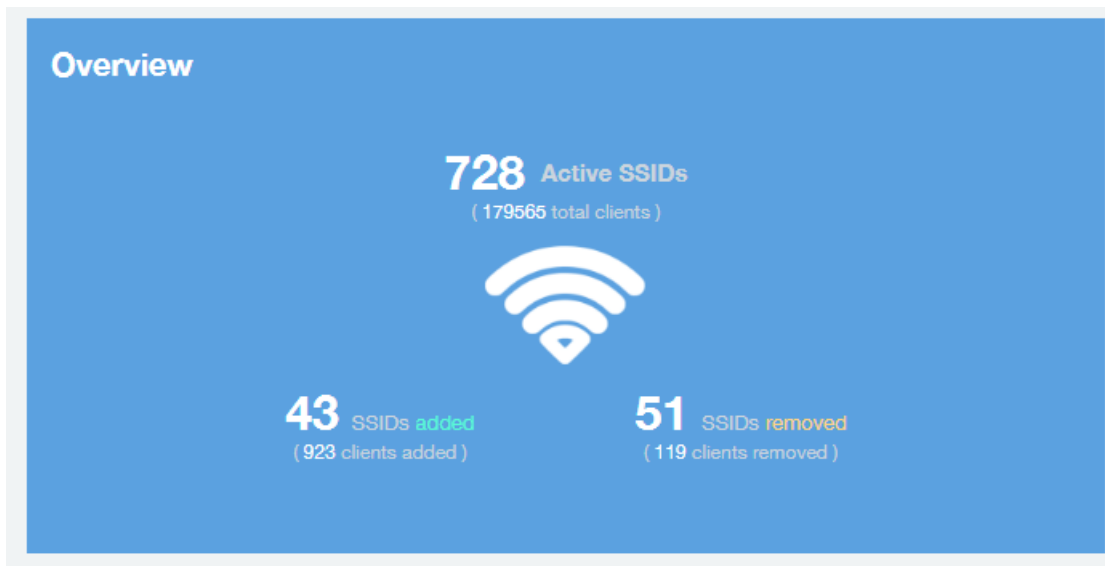 Overview
728 Active SSIDs
( 179565 total clients )
43 SSIDs added
( 923 clients added )
51 SSIDs removed
( 119 clients removed )